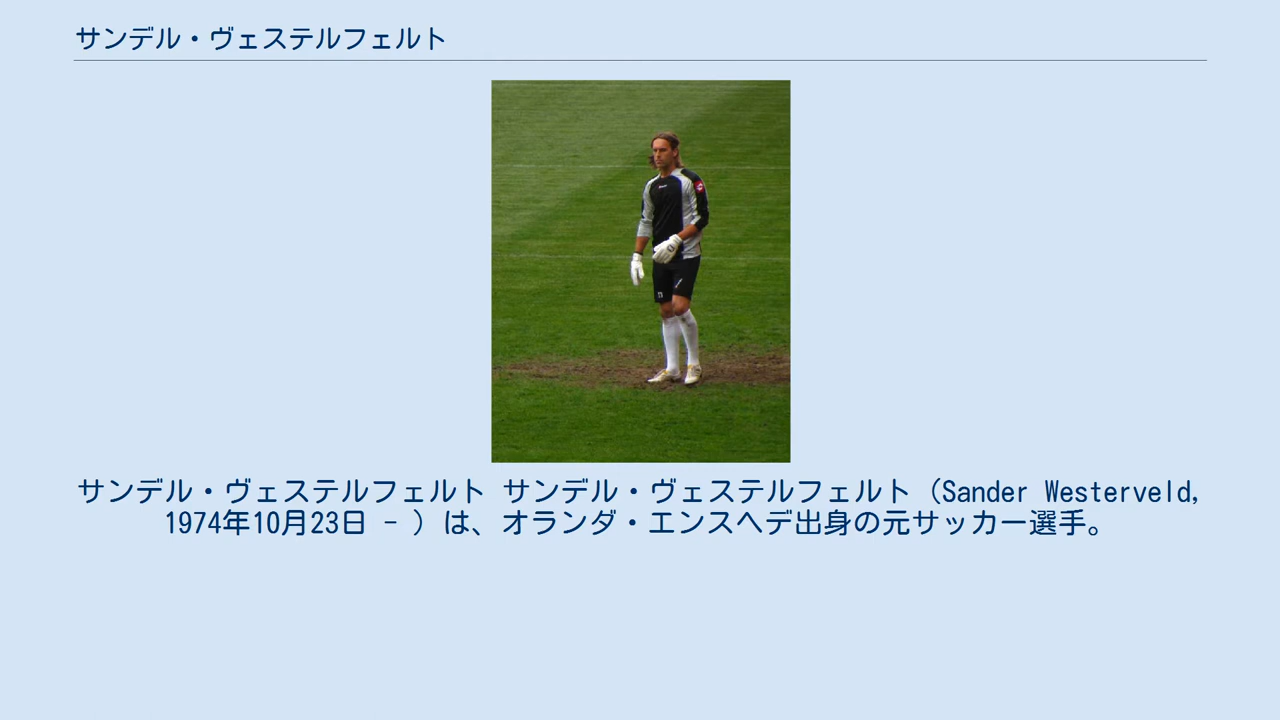 サンデル・ヴェステルフェルト
サンデル・ヴェステルフェルト サンデル・ヴェステルフェルト（Sander Westerveld,
1974年10月23日 - ）は、オランダ・エンスヘデ出身の元サッカー選手。